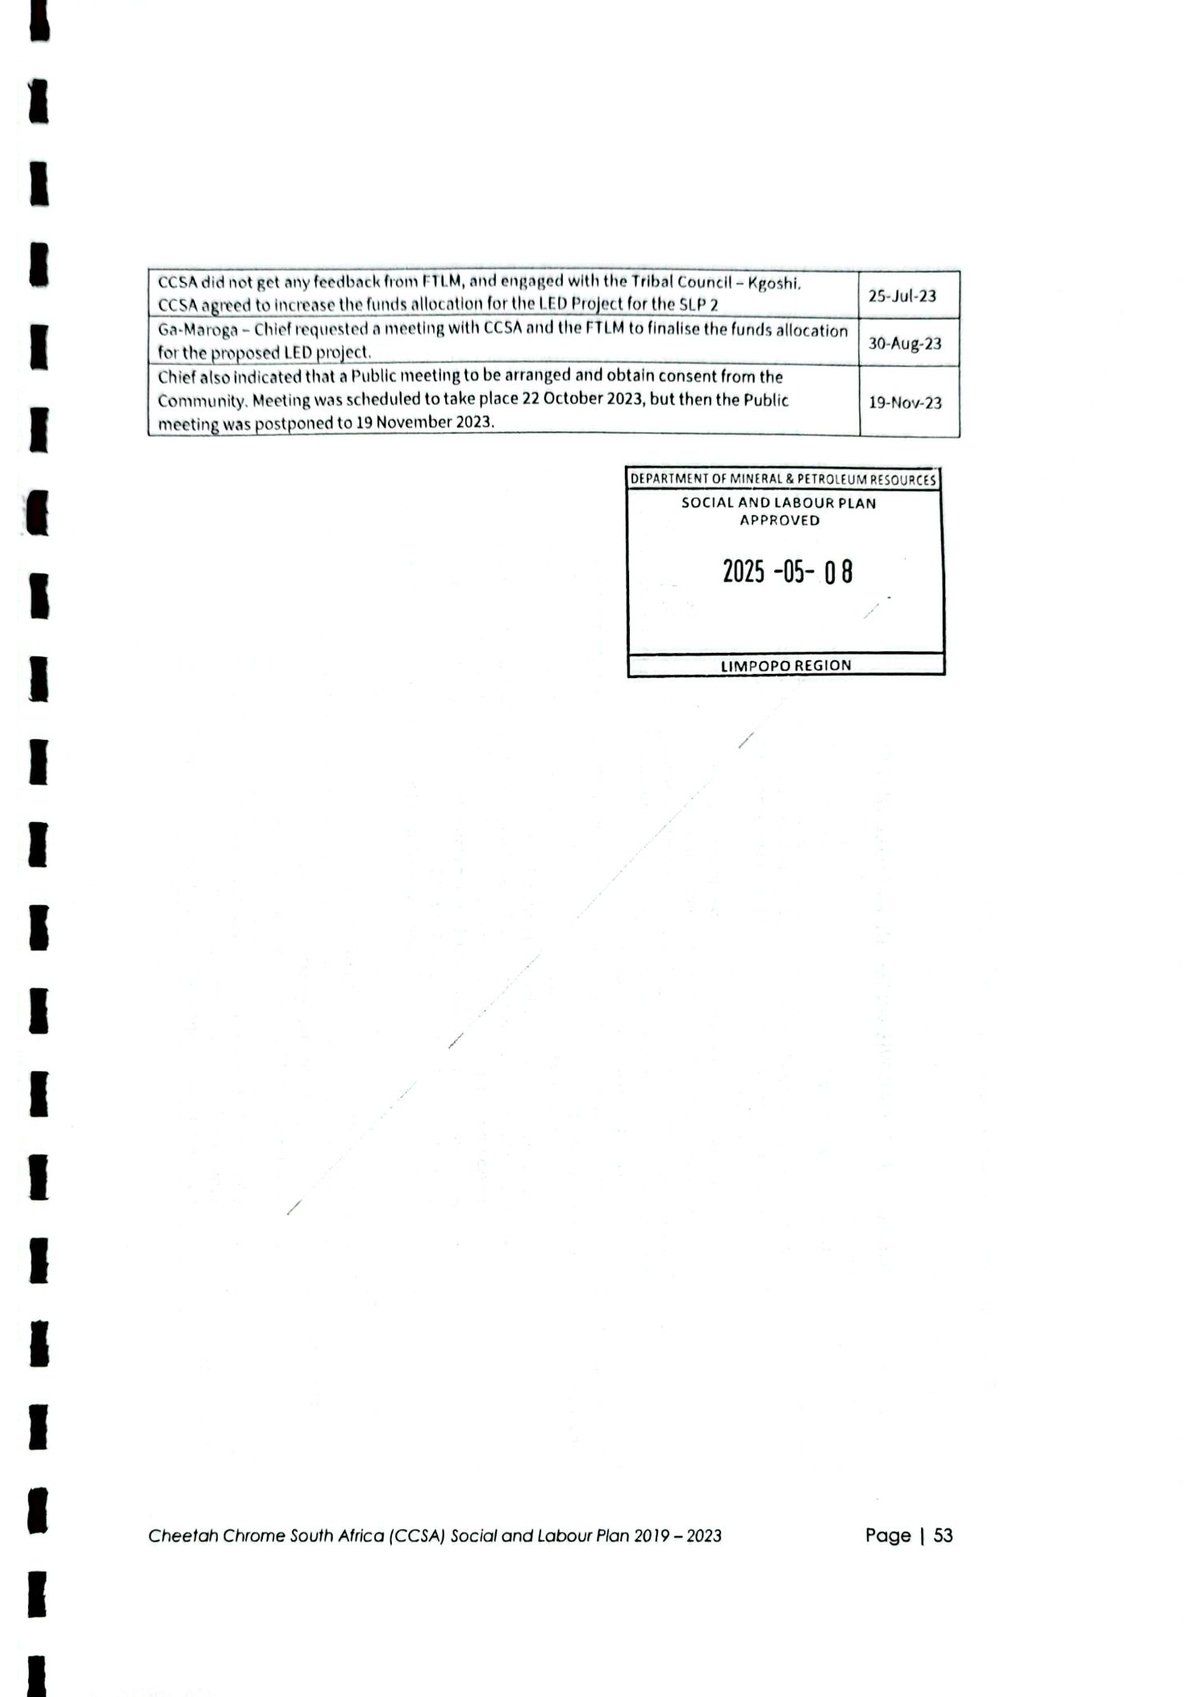 CCSA did not get any feedback from FTLM, and engaged with the Tribal Council – Kgoshi.
CCSA agreed to increase the funds allocation for the LED Project for the SLP 2
25-Jul-23
Ga-Maroga – Chief requested a meeting with CCSA and the FTLM to finalise the funds allocation
for the proposed LED project.
30-Aug-23
Chief also indicated that a Public meeting to be arranged and obtain consent from the
Community. Meeting was scheduled to take place 22 October 2023, but then the Public
meeting was postponed to 19 November 2023.
19-Nov-23
DEPARTMENT OF MINERAL & PETROLEUM RESOURCES
SOCIAL AND LABOUR PLAN
APPROVED
2025 -05- 08
LIMPOPO REGION
Cheetah Chrome South Africa (CCSA) Social and Labour Plan 2019 – 2023
Page | 53